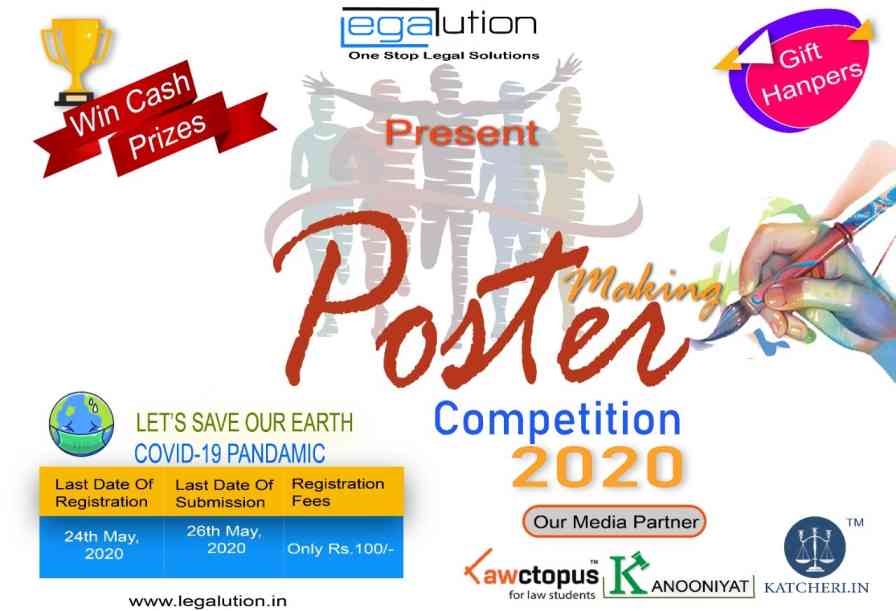 Legalution
One Stop Legal Solutions
Win Cash
Prizes
Gift
Hanpers
Present
Poster
Making
Competition
2020
LET'S SAVE OUR EARTH
COVID-19 PANDAMIC
Last Date Of
Registration
Last Date Of
Submission
Registration
Fees
24th May,
2020
26th May,
2020
Only Rs.100/-
www.legalution.in
Our Media Partner
Lawctopus™
for law students
KANOONIYAT
TM
KATCHERI.IN